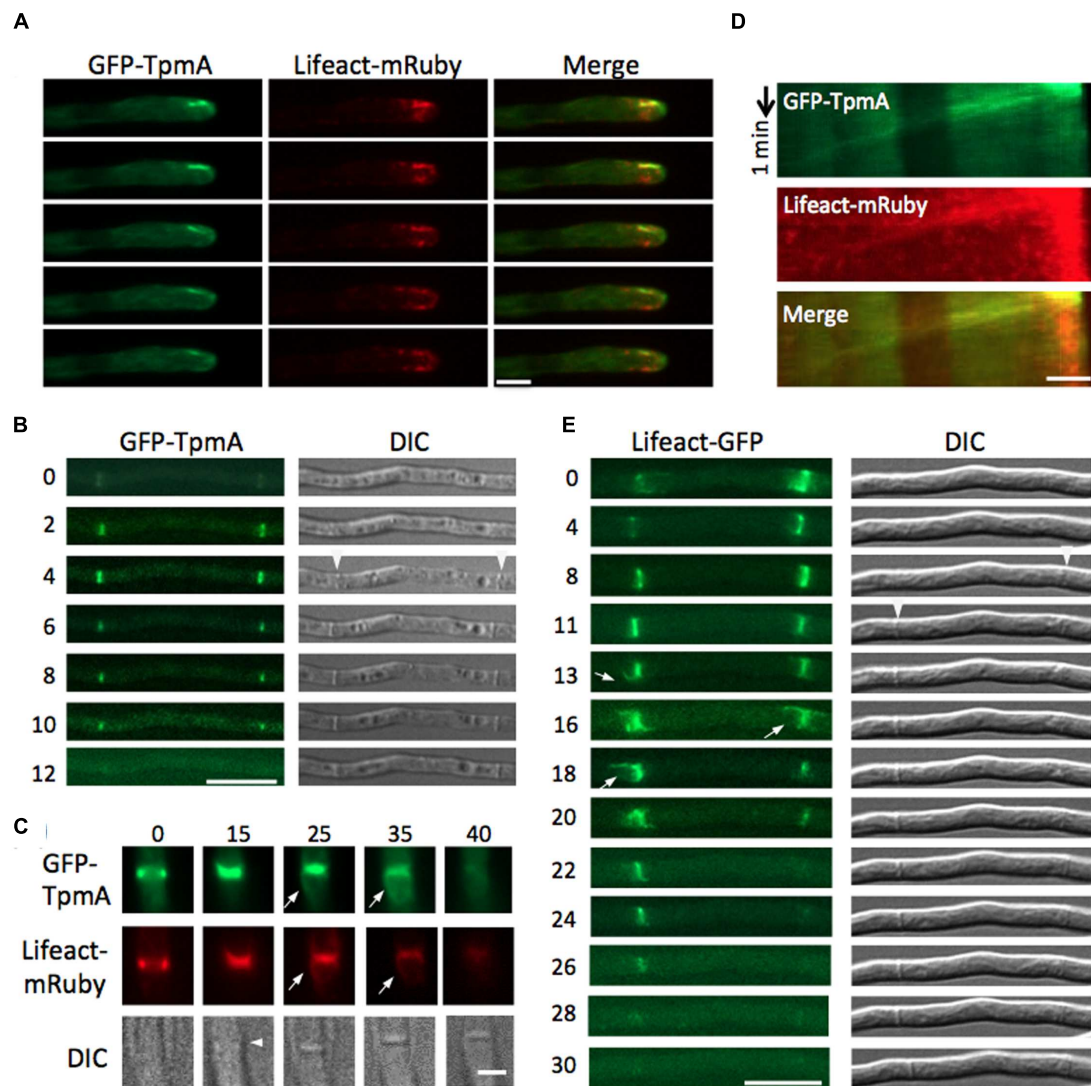 A
GFP-TpmA Lifeact-mRuby Merge
D
1 min
GFP-TpmA
Lifeact-mRuby
Merge
B
GFP-TpmA DIC
0
2
4
6
8
10
12
C
0 15 25 35 40
GFP-
TpmA
Lifeact-
mRuby
DIC
E
Lifeact-GFP DIC
0
4
8
11
13
16
18
20
22
24
26
28
30